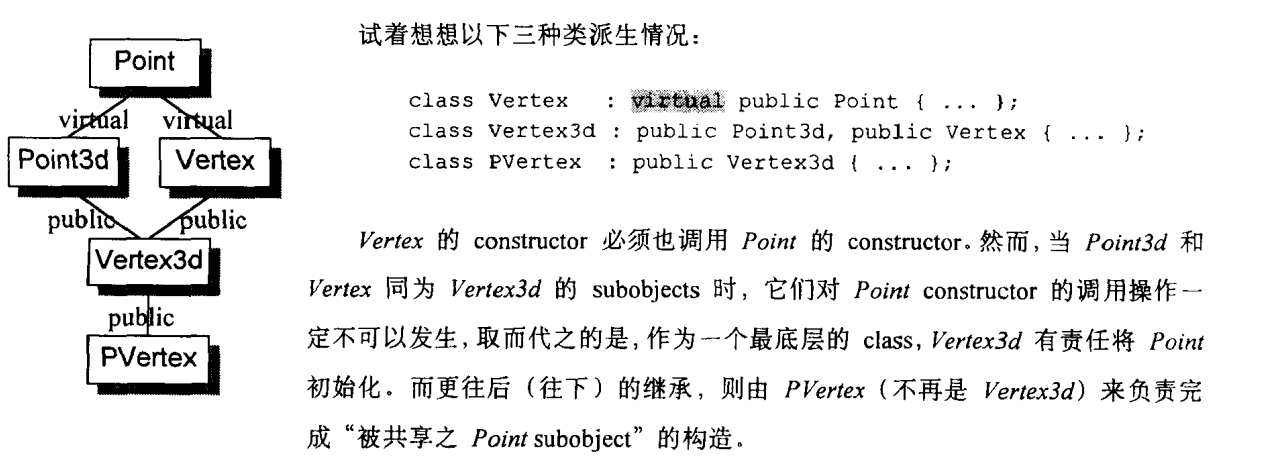 试着想想以下三种类派生情况：
Point
virtual virtual
Point3d Vertex
public public
Vertex3d
public
PVertex
class Vertex : virtual public Point { ... };
class Vertex3d : public Point3d, public Vertex { ... };
class PVertex : public Vertex3d { ... };
Vertex 的 constructor 必须也调用 Point 的 constructor。然而，当 Point3d 和
Vertex 同为 Vertex3d 的 subobjects 时，它们对 Point constructor 的调用操作一
定不可以发生，取而代之的是，作为一个最底层的 class，Vertex3d 有责任将 Point
初始化。而更往后（往下）的继承，则由 PVertex（不再是 Vertex3d）来负责完
成“被共享之 Point subobject”的构造。